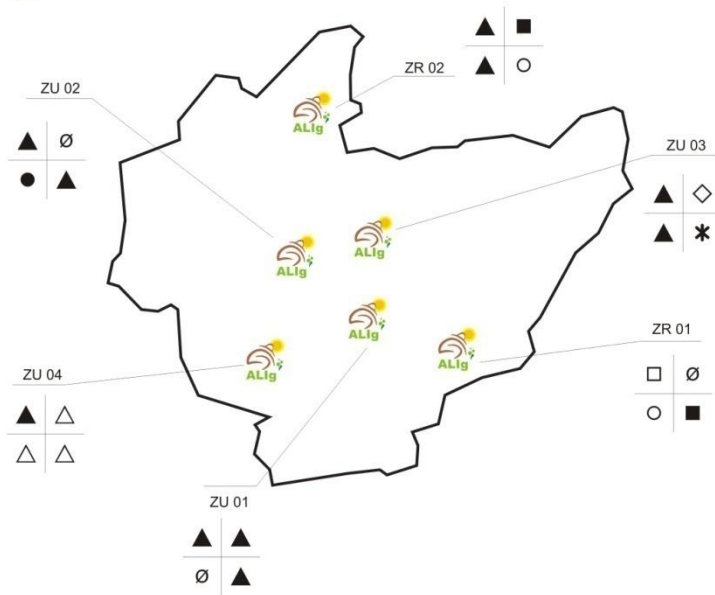 ZR 02
ZU 02
ø
ALIg
ZU 03
ALIg
ALIg
ALIg
ZR 01
ALIg
ZU 04
ALIg
ø
ZU 01
ø